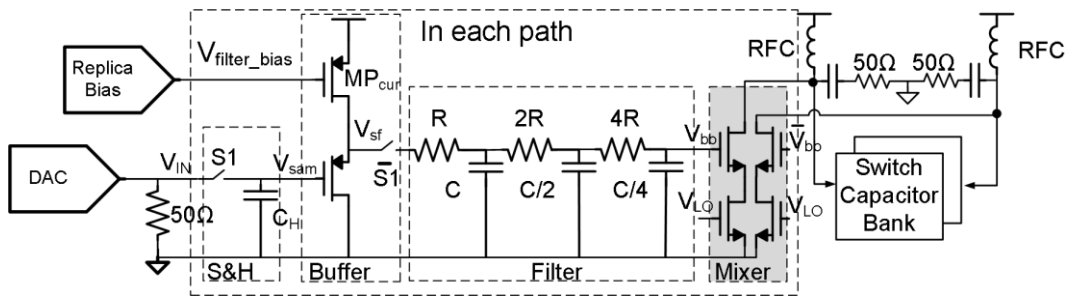 In each path
RFC
RFC
50Ω
50Ω
Replica
Bias
V_filter_bias
MP_cur
V_sf
S1
R
2R
4R
C
C/2
C/4
V_bb
V̅_bb
V_LO
V_LO
DAC
V_IN
S1
V_sam
50Ω
C_H
S&H
Buffer
Filter
Mixer
Switch
Capacitor
Bank